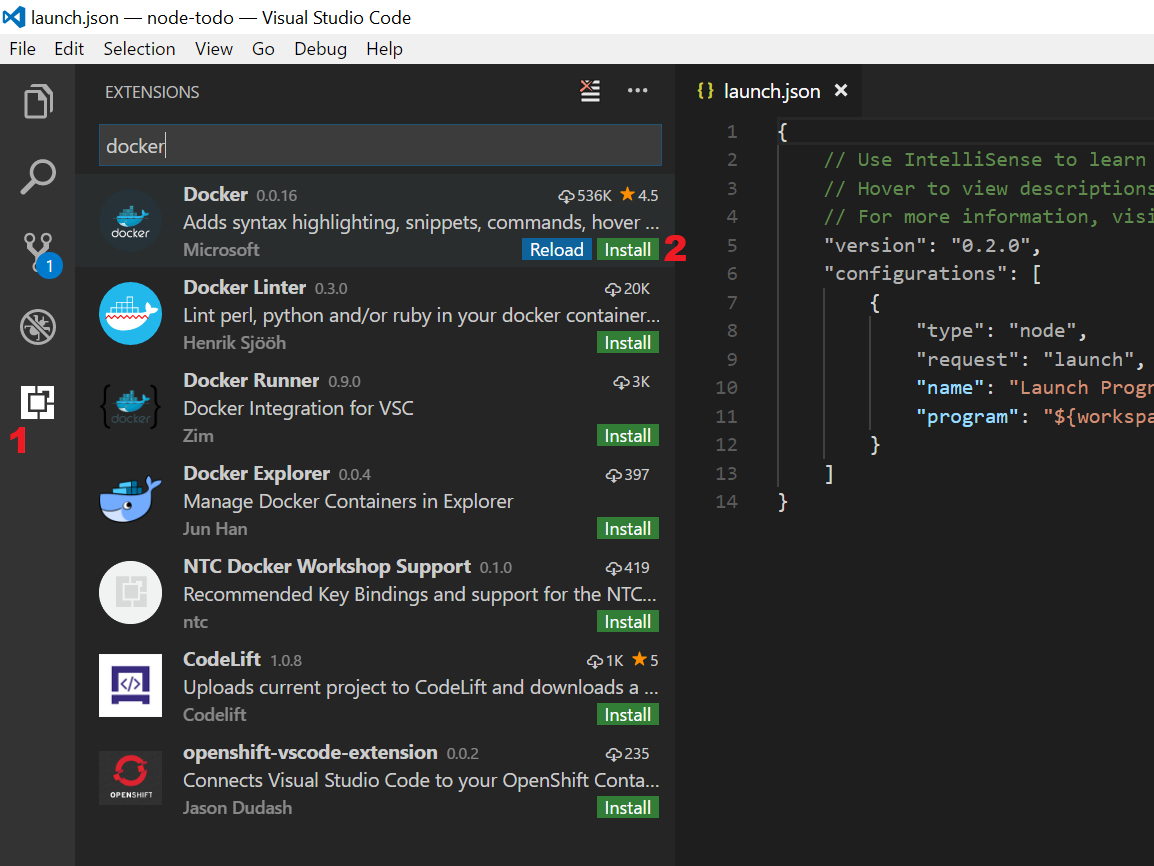 launch.json — node-todo — Visual Studio Code
File Edit Selection View Go Debug Help
EXTENSIONS
docker
Docker 0.0.16 536K 4.5
Adds syntax highlighting, snippets, commands, hover ...
Microsoft Reload Install 2
docker
Docker Linter 0.3.0 20K
Lint perl, python and/or ruby in your docker container...
Henrik Sjööh Install
Docker Runner 0.9.0 3K
Docker Integration for VSC
Zim Install
docker
Docker Explorer 0.0.4 397
Manage Docker Containers in Explorer
Jun Han Install
NTC Docker Workshop Support 0.1.0 419
Recommended Key Bindings and support for the NTC...
ntc Install
CodeLift 1.0.8 1K 5
Uploads current project to CodeLift and downloads a ...
Codelift Install
</>
openshift-vscode-extension 0.0.2 235
Connects Visual Studio Code to your OpenShift Conta...
Jason Dudash Install
OPENSHIFT
1
1
{} launch.json ×
1 {
2 // Use IntelliSense to learn
3 // Hover to view descriptions
4 // For more information, visi
5 "version": "0.2.0",
6 "configurations": [
7 {
8 "type": "node",
9 "request": "launch",
10 "name": "Launch Progr
11 "program": "${workspa
12 }
13 ]
14 }